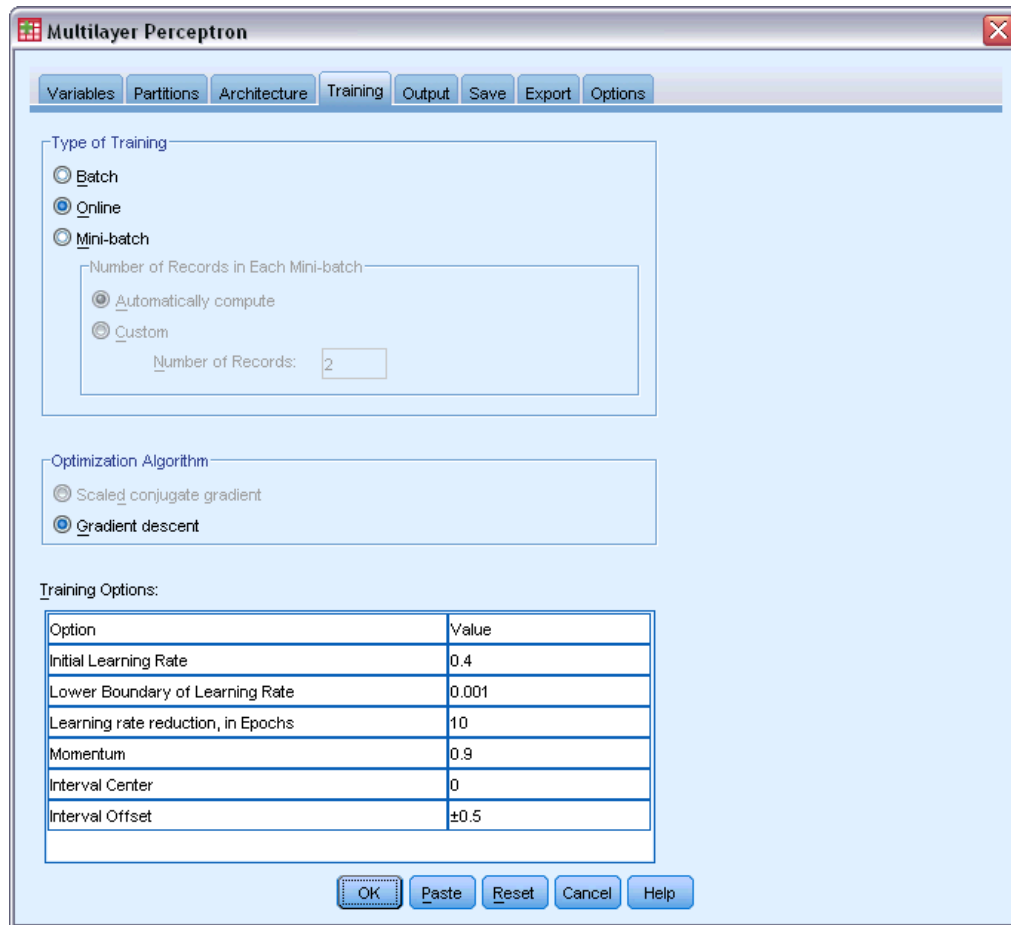 Multilayer Perceptron
Variables Partitions Architecture Training Output Save Export Options
Type of Training
Batch
Online
Mini-batch
Number of Records in Each Mini-batch
Automatically compute
Custom
Number of Records: 2
Optimization Algorithm
Scaled conjugate gradient
Gradient descent
Training Options:
Option Value
Initial Learning Rate 0.4
Lower Boundary of Learning Rate 0.001
Learning rate reduction, in Epochs 10
Momentum 0.9
Interval Center 0
Interval Offset ±0.5
OK Paste Reset Cancel Help